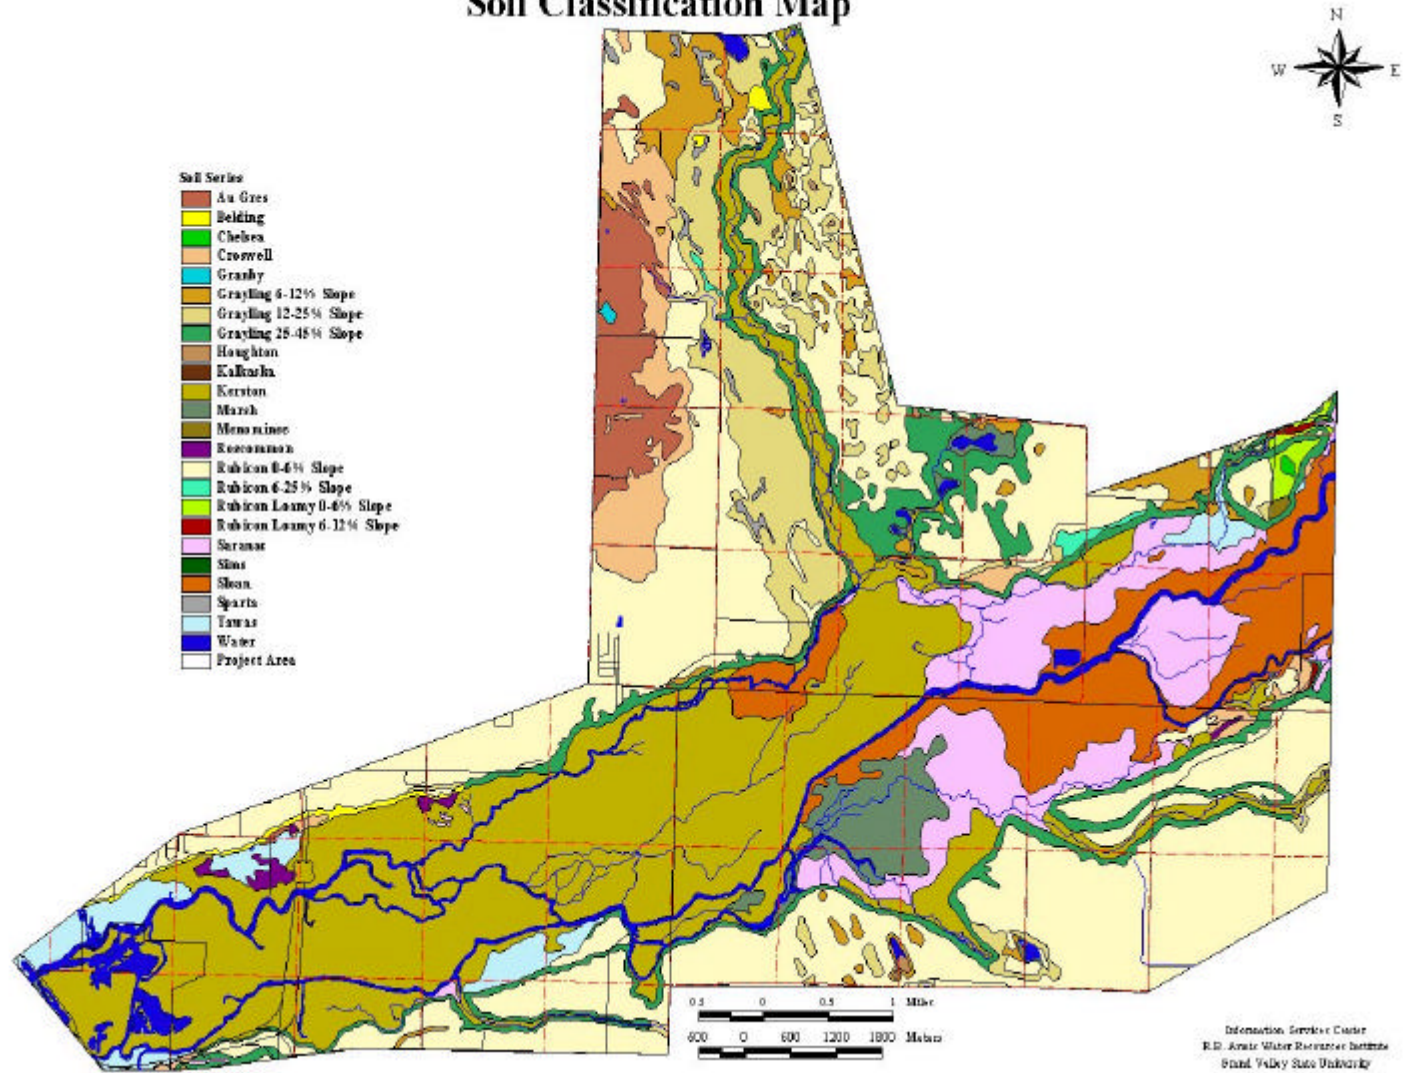 Soil Classification Map
N
W E
S
Soil Series
Au Gres
Belding
Chelsea
Croswell
Granby
Grayling 6-12% Slope
Grayling 12-25% Slope
Grayling 25-45% Slope
Houghton
Kalkaska
Kerston
Marsh
Menominee
Roscommon
Rubicon 0-6% Slope
Rubicon 6-25% Slope
Rubicon Loamy 0-6% Slope
Rubicon Loamy 6-12% Slope
Saranac
Sims
Sloan
Sparta
Tawas
Water
Project Area
0.5 0 0.5 1 Miles
600 0 600 1200 1800 Meters
Information Services Center
R.B. Annis Water Resources Institute
Grand Valley State University